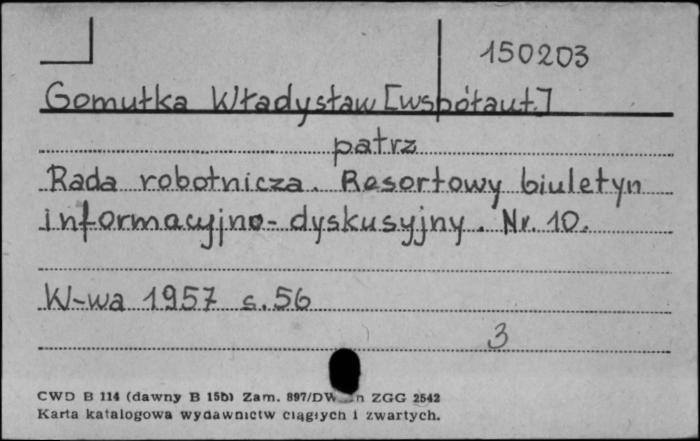 150203
Gomułka Władysław [współaut.]
patrz
Rada robotnicza. Resortowy biuletyn
informacyjno-dyskusyjny. Nr. 10.
W-wa 1957 s. 56
3
CWD B 114 (dawny B 15b) Zam. 897/DW n ZGG 2542
Karta katalogowa wydawnictw ciągłych i zwartych.